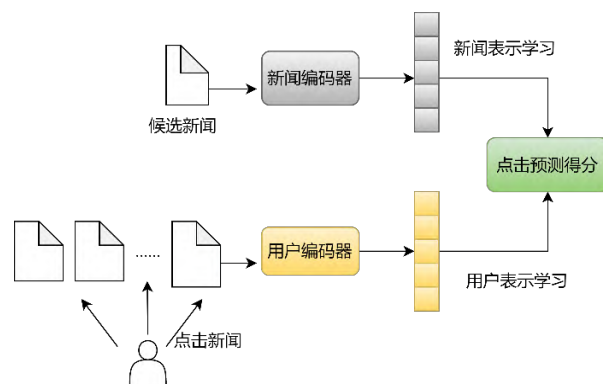 新闻表示学习
新闻编码器
候选新闻
点击预测得分
用户编码器
......
用户表示学习
点击新闻